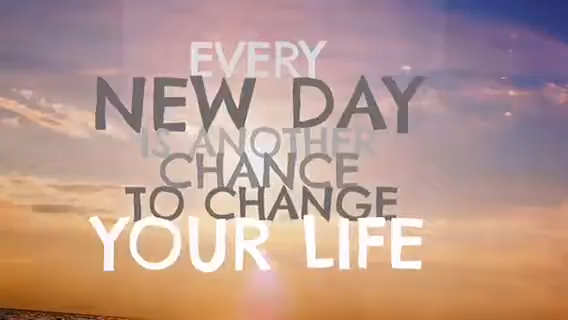 EVERY
NEW DAY
IS ANOTHER
CHANCE
TO CHANGE
YOUR LIFE